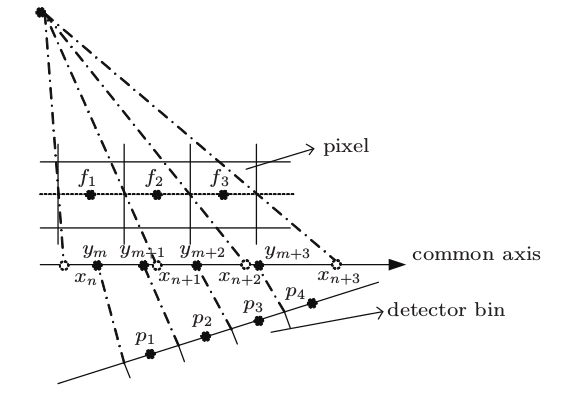 pixel
f1 f2 f3
ym ym+1 ym+2 ym+3
common axis
xn xn+1 xn+2 xn+3
p1 p2 p3 p4
detector bin